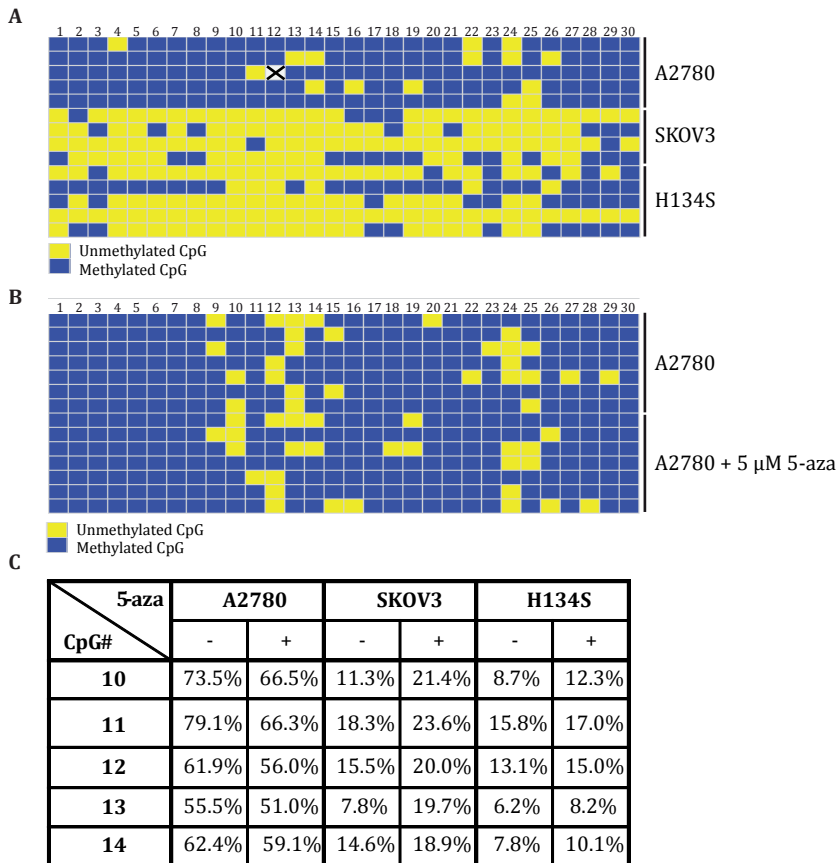 A
1 2 3 4 5 6 7 8 9 10 11 12 13 14 15 16 17 18 19 20 21 22 23 24 25 26 27 28 29 30
A2780
SKOV3
H134S
Unmethylated CpG
Methylated CpG
B
1 2 3 4 5 6 7 8 9 10 11 12 13 14 15 16 17 18 19 20 21 22 23 24 25 26 27 28 29 30
A2780
A2780 + 5 µM 5-aza
Unmethylated CpG
Methylated CpG
C
5-aza A2780 SKOV3 H134S
CpG# - + - + - +
10 73.5% 66.5% 11.3% 21.4% 8.7% 12.3%
11 79.1% 66.3% 18.3% 23.6% 15.8% 17.0%
12 61.9% 56.0% 15.5% 20.0% 13.1% 15.0%
13 55.5% 51.0% 7.8% 19.7% 6.2% 8.2%
14 62.4% 59.1% 14.6% 18.9% 7.8% 10.1%